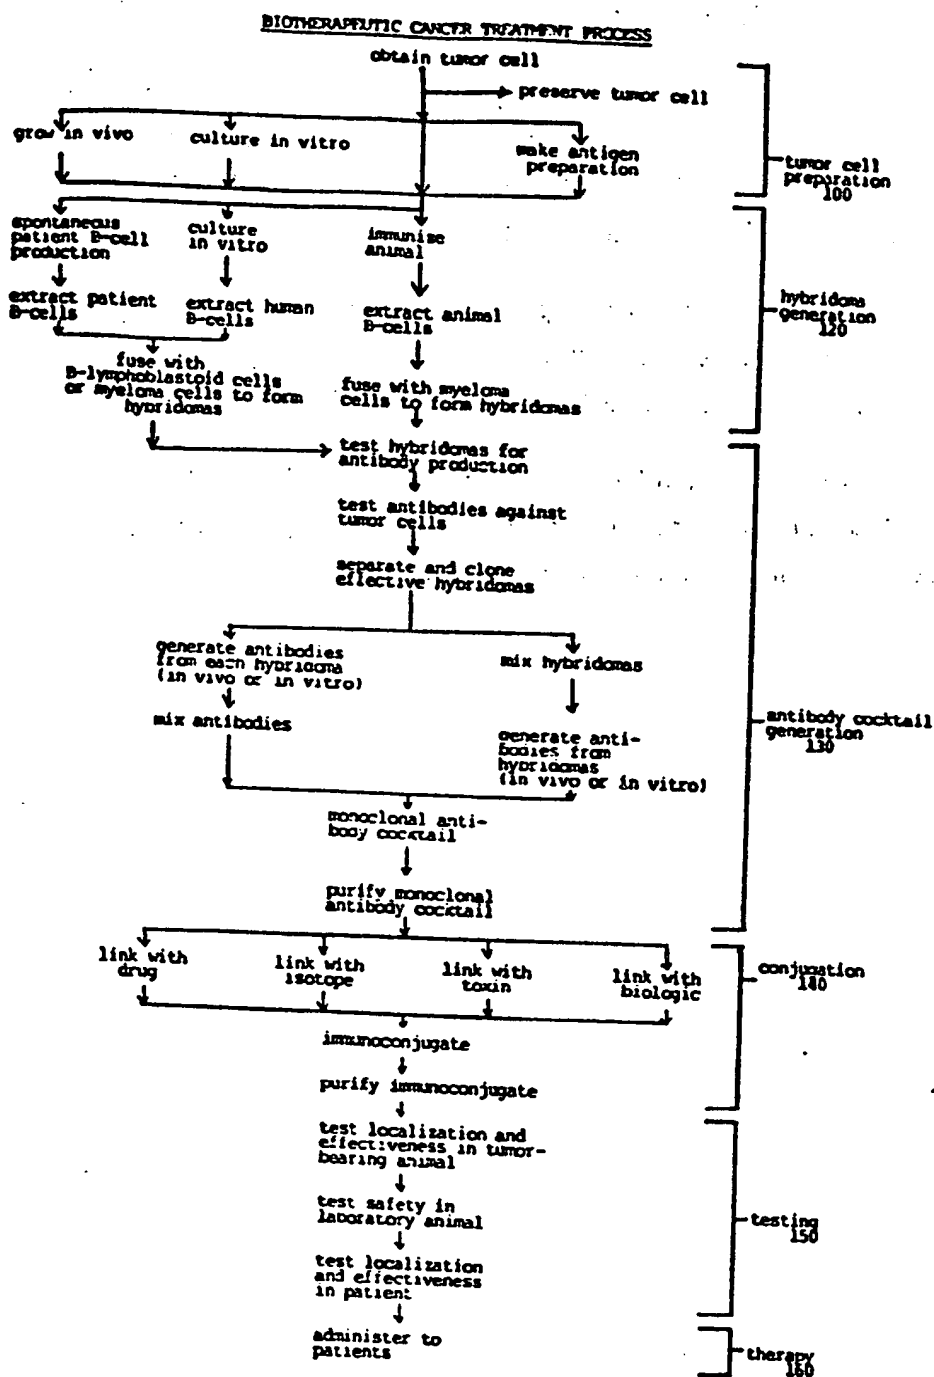 BIOTHERAPEUTIC CANCER TREATMENT PROCESS
obtain tumor cell
preserve tumor cell
grow in vivo
culture in vitro
make antigen
preparation
tumor cell
preparation
100
spontaneous
patient B-cell
production
culture
in vitro
immunize
animal
extract patient
B-cells
extract human
B-cells
extract animal
B-cells
hybridoma
generation
120
fuse with
B-lymphoblastoid cells
or myeloma cells to form
hybridomas
fuse with myeloma
cells to form hybridomas
test hybridomas for
antibody production
test antibodies against
tumor cells
separate and clone
effective hybridomas
generate antibodies
from each hybridoma
(in vivo or in vitro)
mix hybridomas
mix antibodies
generate anti-
bodies from
hybridomas
(in vivo or in vitro)
antibody cocktail
generation
130
monoclonal anti-
body cocktail
purify monoclonal
antibody cocktail
link with
drug
link with
isotope
link with
toxin
link with
biologic
conjugation
180
immunoconjugate
purify immunoconjugate
test localization and
effectiveness in tumor-
bearing animal
test safety in
laboratory animal
test localization
and effectiveness
in patient
testing
150
administer to
patients
therapy
160